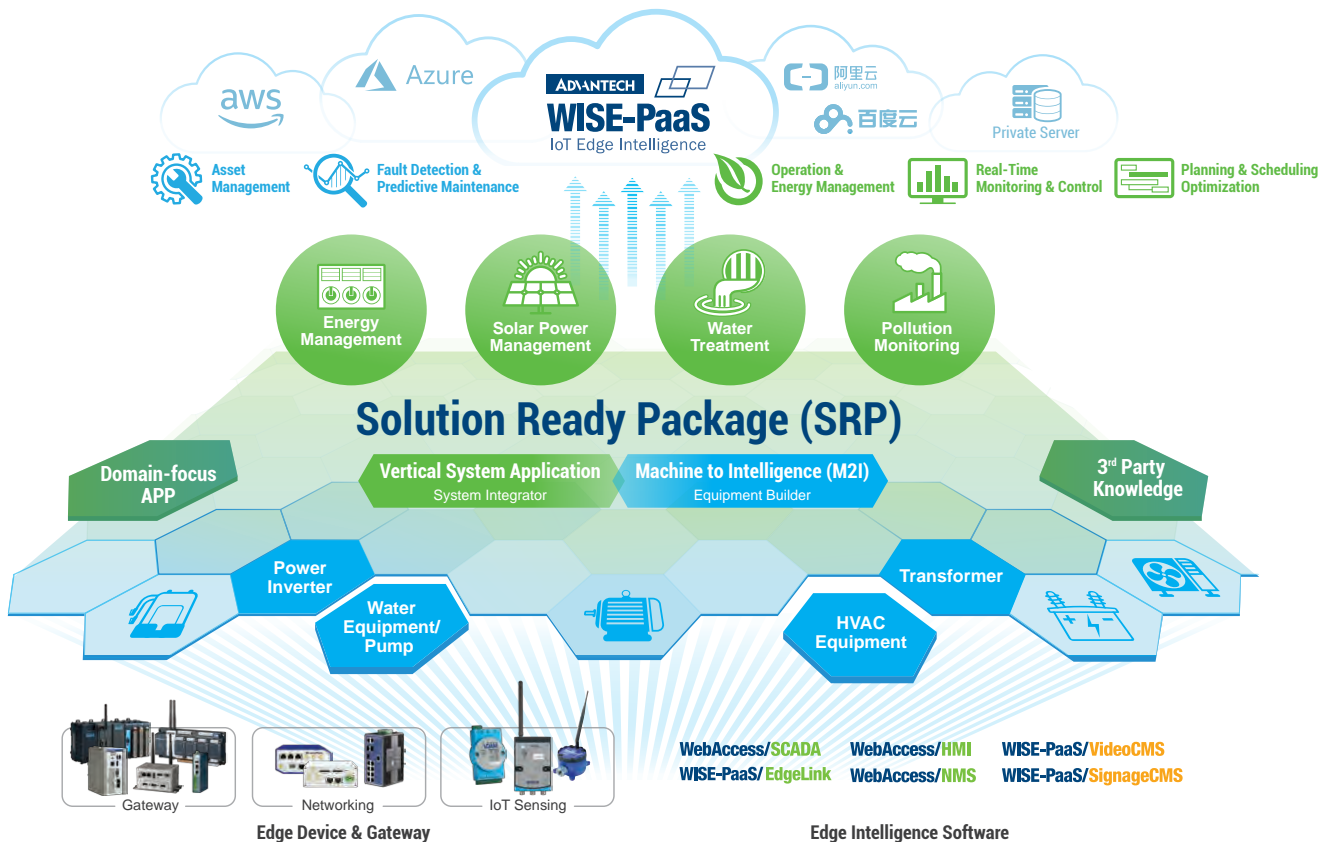 aws
Azure
ADVANTECH
WISE-PaaS
IoT Edge Intelligence
阿里云
aliyun.com
百度云
Private Server
Asset
Management
Fault Detection &
Predictive Maintenance
Operation &
Energy Management
Real-Time
Monitoring & Control
Planning & Scheduling
Optimization
Energy
Management
Solar Power
Management
Water
Treatment
Pollution
Monitoring
Solution Ready Package (SRP)
Domain-focus
APP
Vertical System Application
System Integrator
Machine to Intelligence (M2I)
Equipment Builder
3rd Party
Knowledge
Power
Inverter
Water
Equipment/
Pump
HVAC
Equipment
Transformer
Gateway
Networking
IoT Sensing
Edge Device & Gateway
WebAccess/SCADA
WebAccess/HMI
WISE-PaaS/VideoCMS
WISE-PaaS/EdgeLink
WebAccess/NMS
WISE-PaaS/SignageCMS
Edge Intelligence Software